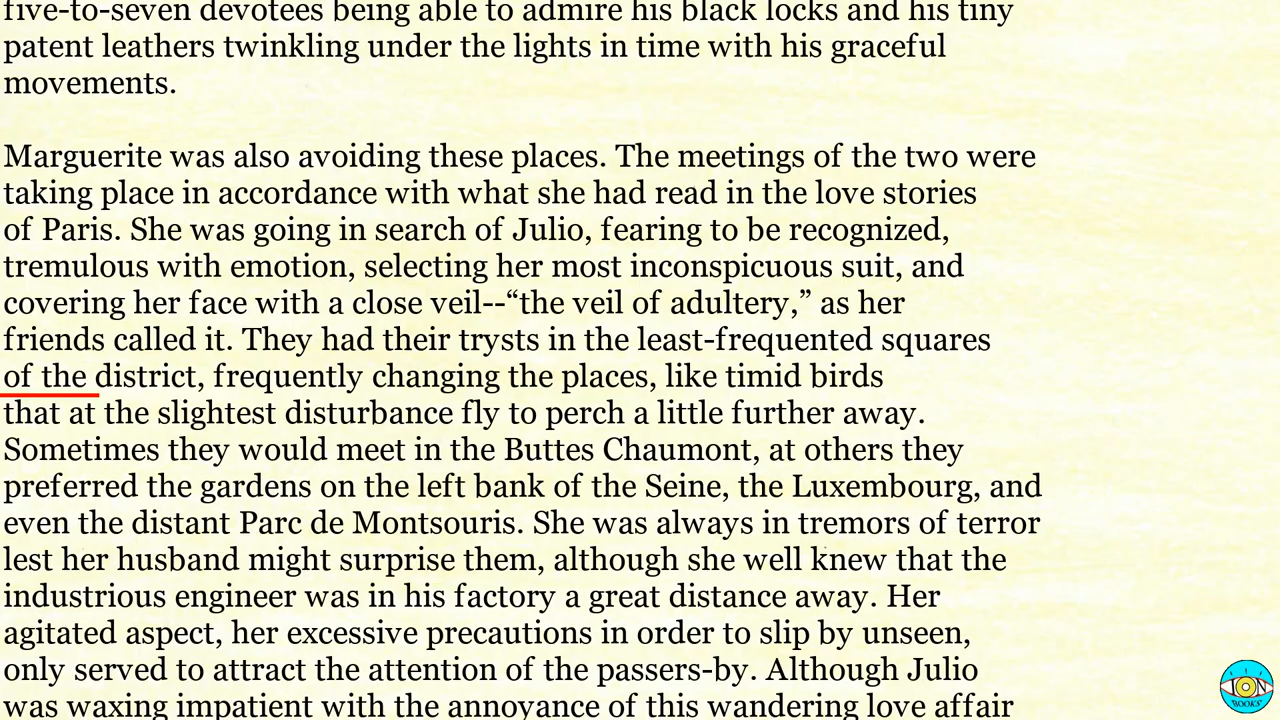 five-to-seven devotees being able to admire his black locks and his tiny
patent leathers twinkling under the lights in time with his graceful
movements.
Marguerite was also avoiding these places. The meetings of the two were
taking place in accordance with what she had read in the love stories
of Paris. She was going in search of Julio, fearing to be recognized,
tremulous with emotion, selecting her most inconspicuous suit, and
covering her face with a close veil--“the veil of adultery,” as her
friends called it. They had their trysts in the least-frequented squares
of the district, frequently changing the places, like timid birds
that at the slightest disturbance fly to perch a little further away.
Sometimes they would meet in the Buttes Chaumont, at others they
preferred the gardens on the left bank of the Seine, the Luxembourg, and
even the distant Parc de Montsouris. She was always in tremors of terror
lest her husband might surprise them, although she well knew that the
industrious engineer was in his factory a great distance away. Her
agitated aspect, her excessive precautions in order to slip by unseen,
only served to attract the attention of the passers-by. Although Julio
was waxing impatient with the annoyance of this wandering love affair
ION
BOOKS